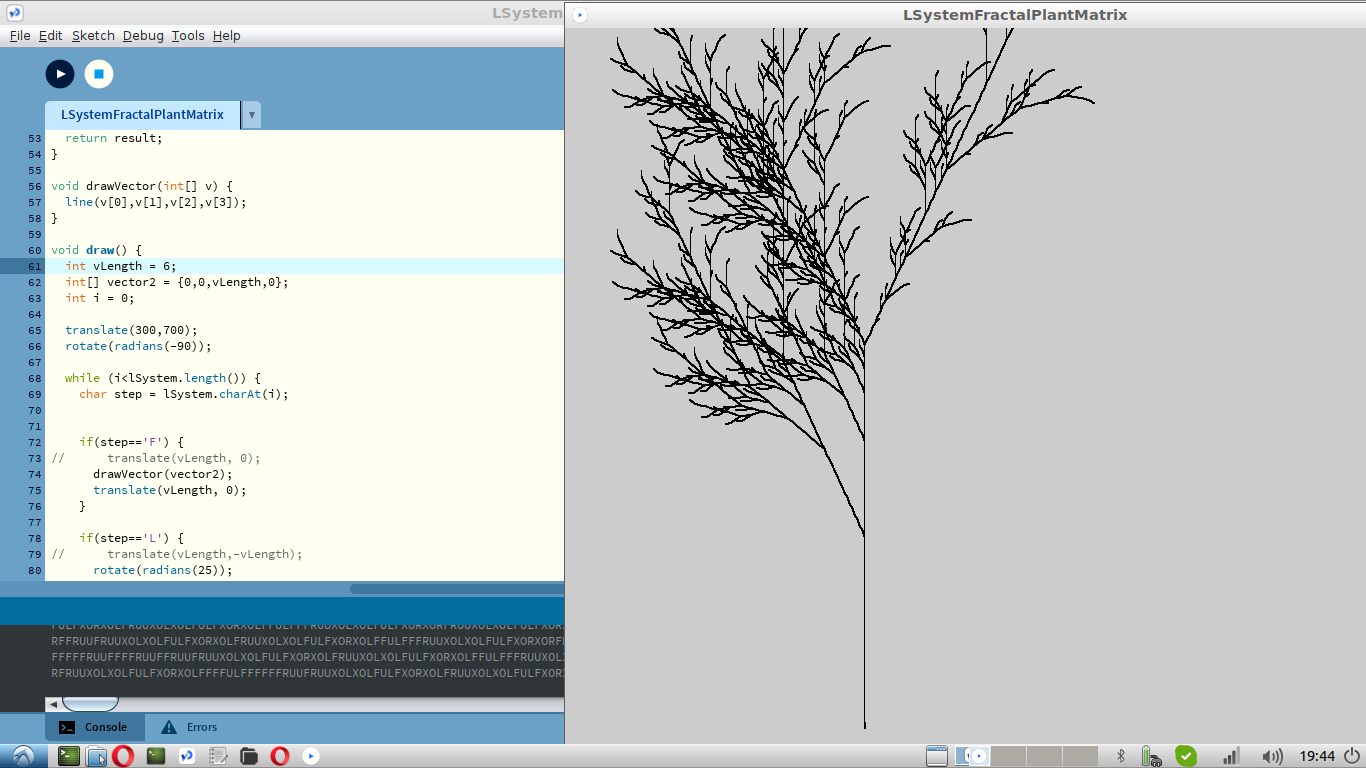 LSystem
LSystemFractalPlantMatrix
File Edit Sketch Debug Tools Help
LSystemFractalPlantMatrix
53 return result;
54 }
55
56 void drawVector(int[] v) {
57 line(v[0],v[1],v[2],v[3]);
58 }
59
60 void draw() {
61 int vLength = 6;
62 int[] vector2 = {0,0,vLength,0};
63 int i = 0;
64
65 translate(300,700);
66 rotate(radians(-90));
67
68 while (i<lSystem.length()) {
69 char step = lSystem.charAt(i);
70
71
72 if(step=='F') {
73 // translate(vLength, 0);
74 drawVector(vector2);
75 translate(vLength, 0);
76 }
77
78 if(step=='L') {
79 // translate(vLength,-vLength);
80 rotate(radians(25));
RFFRUUFRUUXOLXOLFULFXORXOLFRUUXOLXOLFULFXORXOLFFULFFFRUUXOLXOLFULFXORXORF
FFFFFRUUFFFFRUUFFRUUFRUUXOLXOLFULFXORXOLFRUUXOLXOLFULFXORXOLFFULFFFRUUXOL
RFRUUXOLXOLFULFXORXOLFFFFULFFFFFFRUUFRUUXOLXOLFULFXORXOLFRUUXOLXOLFULFXOR
Console Errors
19:44